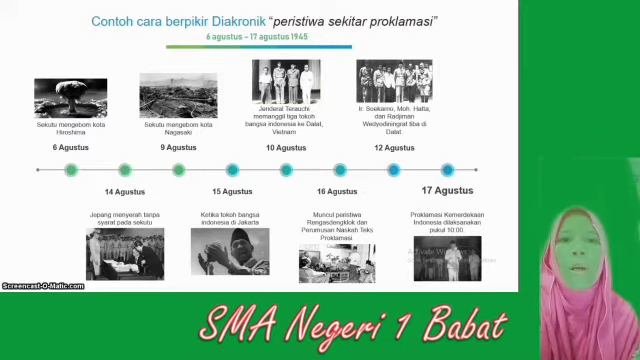 Contoh cara berpikir Diakronik “peristiwa sekitar proklamasi”
6 agustus – 17 agustus 1945
Sekutu mengebom kota
Hiroshima
6 Agustus
Sekutu mengebom kota
Nagasaki
9 Agustus
Jenderal Terauchi
memanggil tiga tokoh
bangsa indonesia ke Dalat,
Vietnam
10 Agustus
Ir. Soekarno, Moh. Hatta,
dan Radjiman
Wedyodiningrat tiba di
Dalat.
12 Agustus
14 Agustus
Jepang menyerah tanpa
syarat pada sekutu
15 Agustus
Ketika tokoh bangsa
indonesia di Jakarta
16 Agustus
Muncul peristiwa
Rengasdengklok dan
Perumusan Naskah Teks
Proklamasi
17 Agustus
Proklamasi Kemerdekaan
Indonesia dilaksanakan
pukul 10.00.
Activate Windows
Screencast-O-Matic.com
SMA Negeri 1 Babat